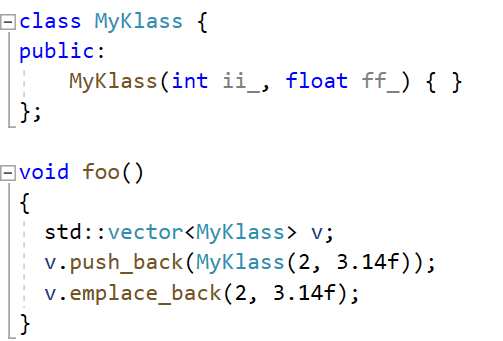 class MyKlass {
public:
    MyKlass(int ii_, float ff_) { }
};

void foo()
{
  std::vector<MyKlass> v;
  v.push_back(MyKlass(2, 3.14f));
  v.emplace_back(2, 3.14f);
}